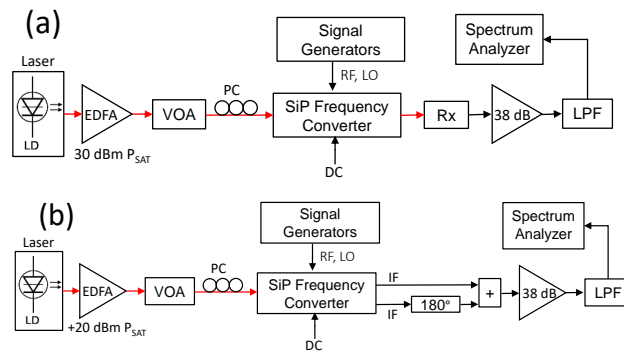 (a)
Laser
LD
EDFA
30 dBm P_SAT
VOA
PC
Signal
Generators
RF, LO
SiP Frequency
Converter
DC
Rx
38 dB
LPF
Spectrum
Analyzer
(b)
Laser
LD
EDFA
+20 dBm P_SAT
VOA
PC
Signal
Generators
RF, LO
SiP Frequency
Converter
DC
IF
IF
180°
+
38 dB
LPF
Spectrum
Analyzer